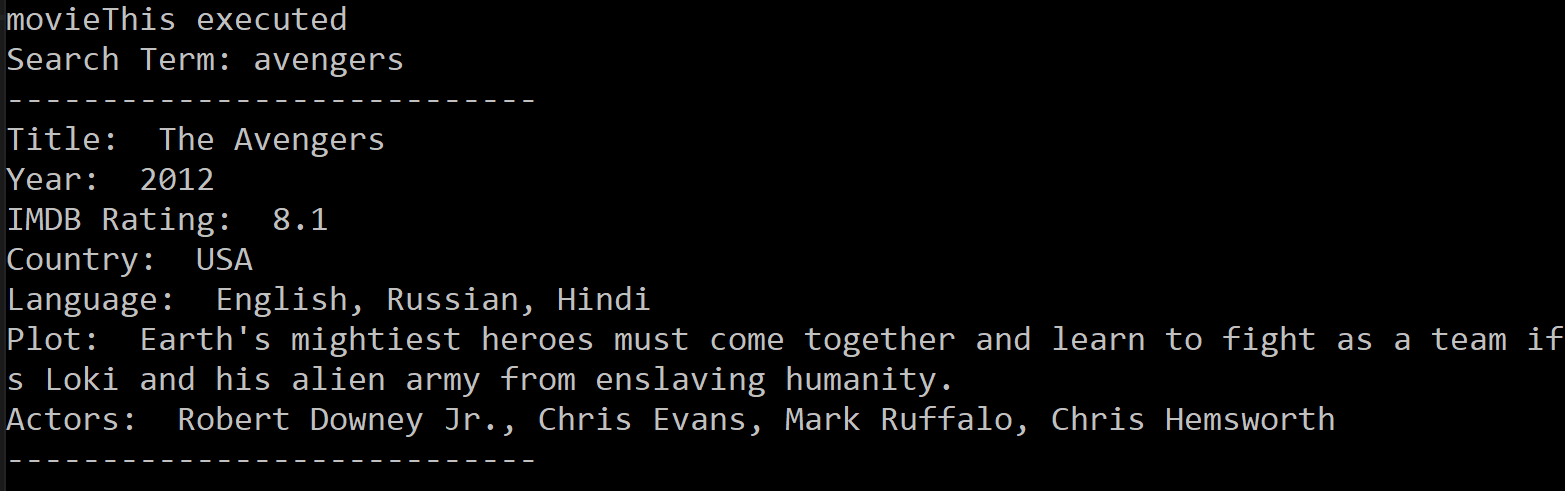 movieThis executed
Search Term: avengers
----------------------------
Title:  The Avengers
Year:  2012
IMDB Rating:  8.1
Country:  USA
Language:  English, Russian, Hindi
Plot:  Earth's mightiest heroes must come together and learn to fight as a team if
s Loki and his alien army from enslaving humanity.
Actors:  Robert Downey Jr., Chris Evans, Mark Ruffalo, Chris Hemsworth
----------------------------